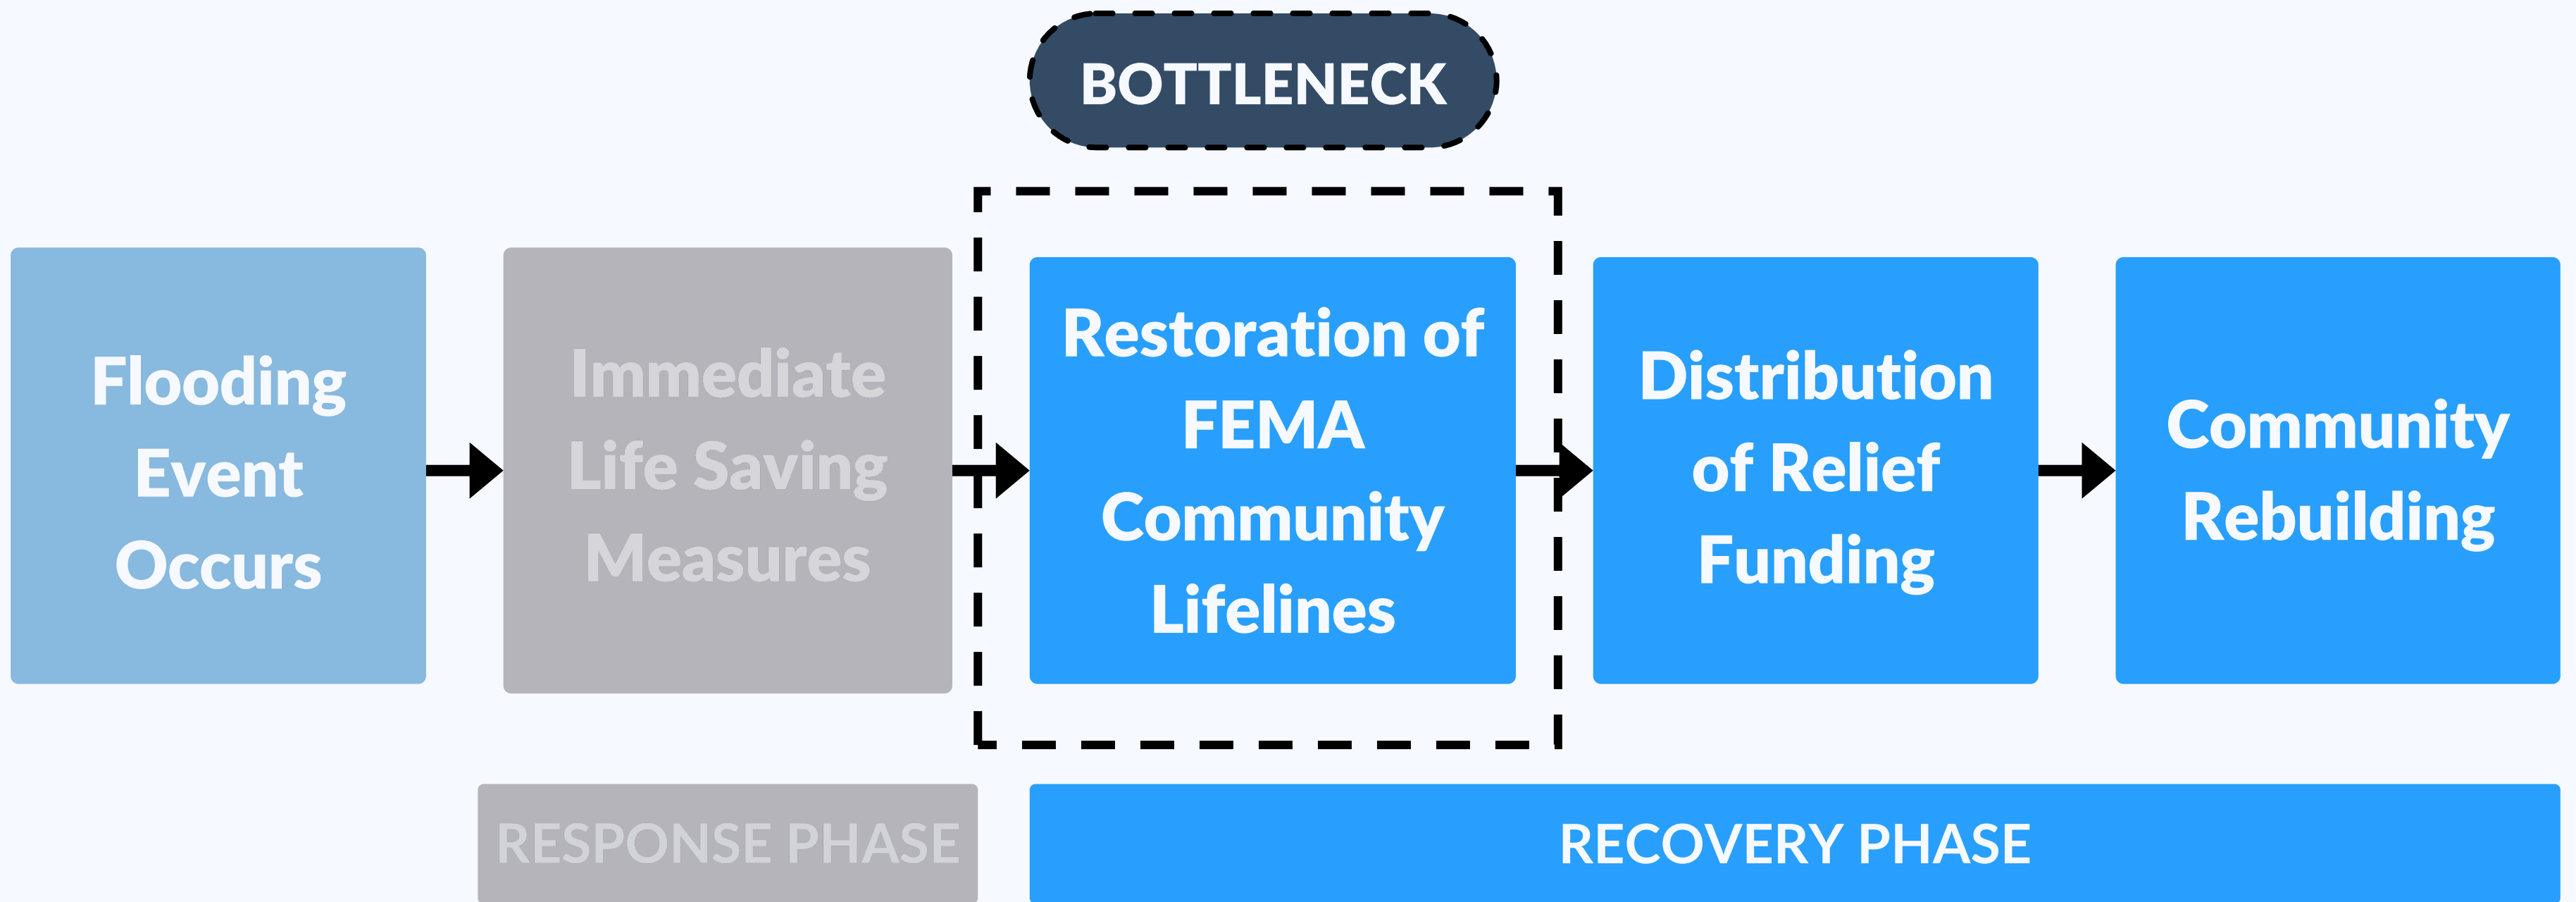 BOTTLENECK
Flooding
Event
Occurs
Immediate
Life Saving
Measures
Restoration of
FEMA
Community
Lifelines
Distribution
of Relief
Funding
Community
Rebuilding
RESPONSE PHASE
RECOVERY PHASE